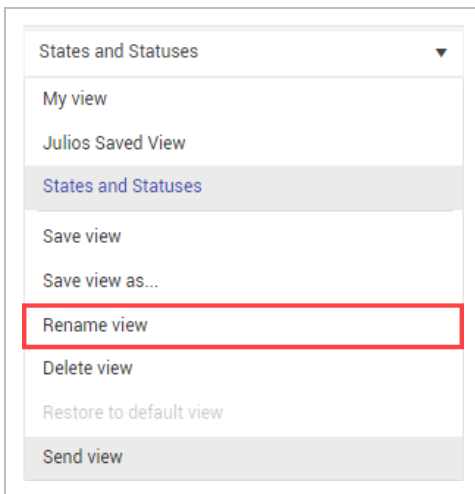 States and Statuses
My view
Julios Saved View
States and Statuses
Save view
Save view as...
Rename view
Delete view
Restore to default view
Send view